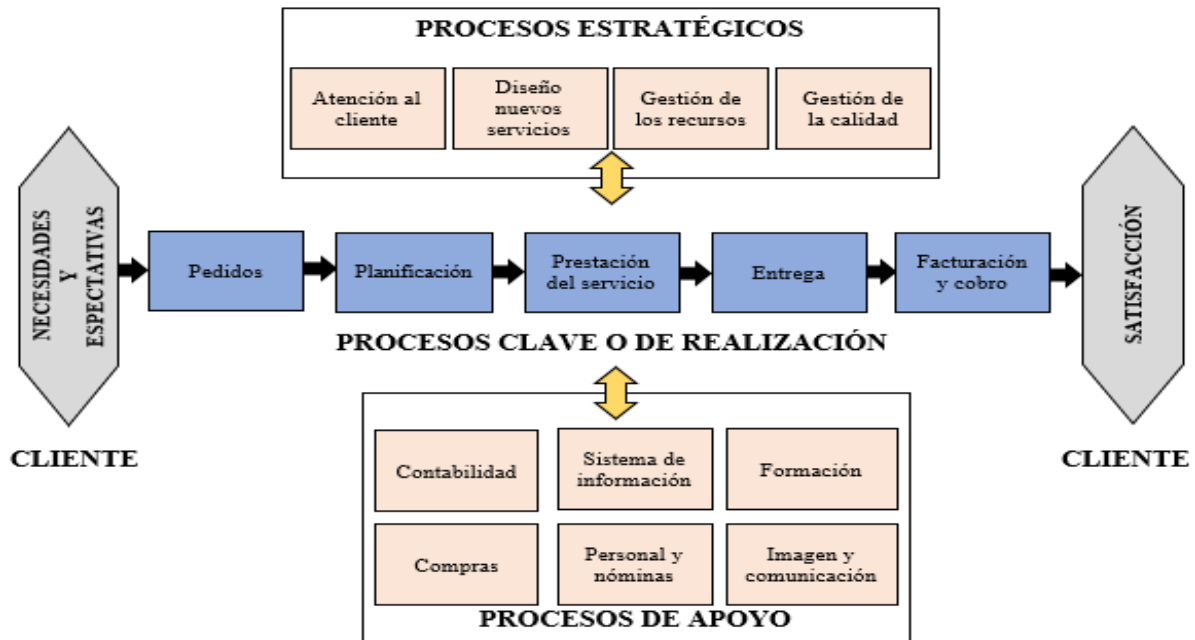 PROCESOS ESTRATÉGICOS
Atención al
cliente
Diseño
nuevos
servicios
Gestión de
los recursos
Gestión de
la calidad
NECESIDADES
Y
ESPECTATIVAS
Pedidos
Planificación
Prestación
del servicio
Entrega
Facturación
y cobro
SATISFACCIÓN
PROCESOS CLAVE O DE REALIZACIÓN
CLIENTE
CLIENTE
Contabilidad
Sistema de
información
Formación
Compras
Personal y
nóminas
Imagen y
comunicación
PROCESOS DE APOYO